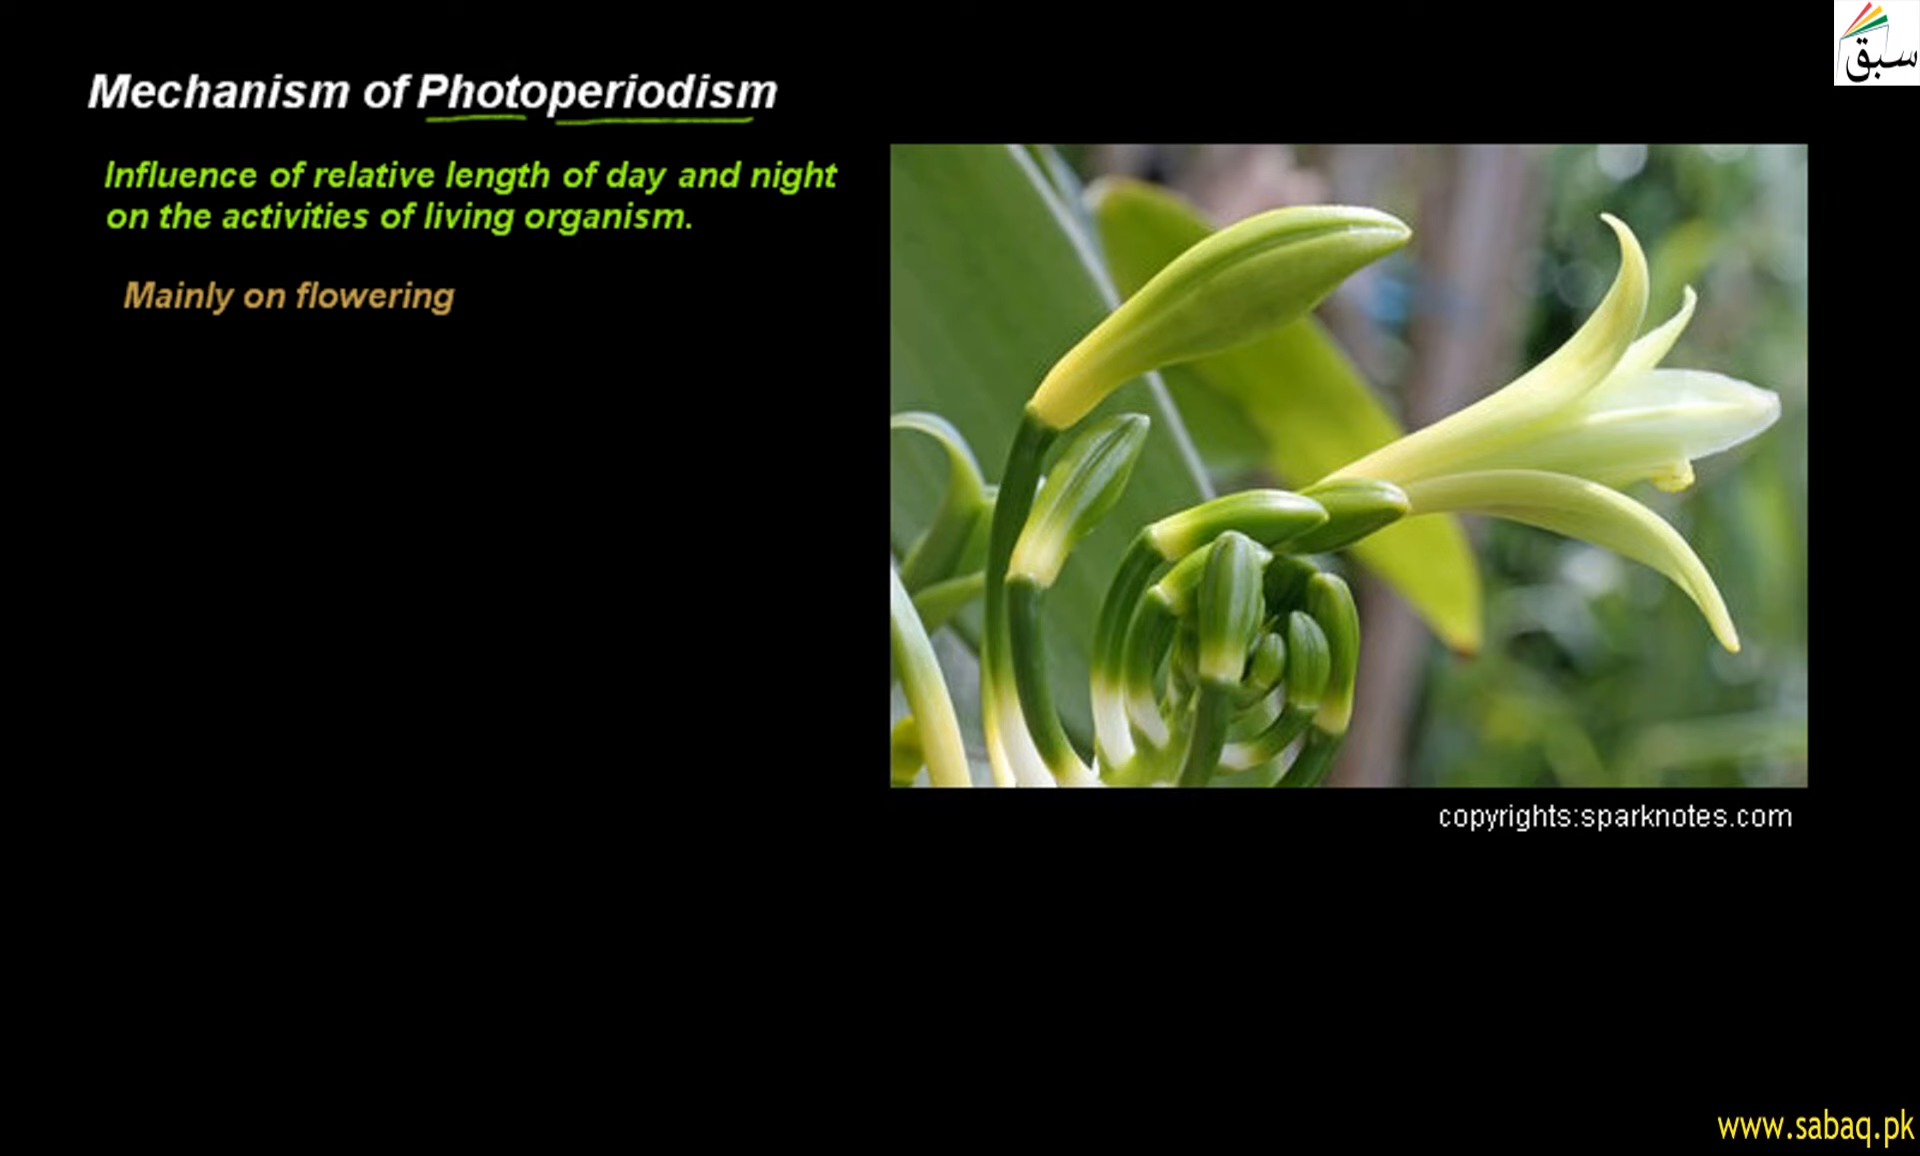 سبق
Mechanism of Photoperiodism
Influence of relative length of day and night
on the activities of living organism.
Mainly on flowering
copyrights:sparknotes.com
www.sabaq.pk